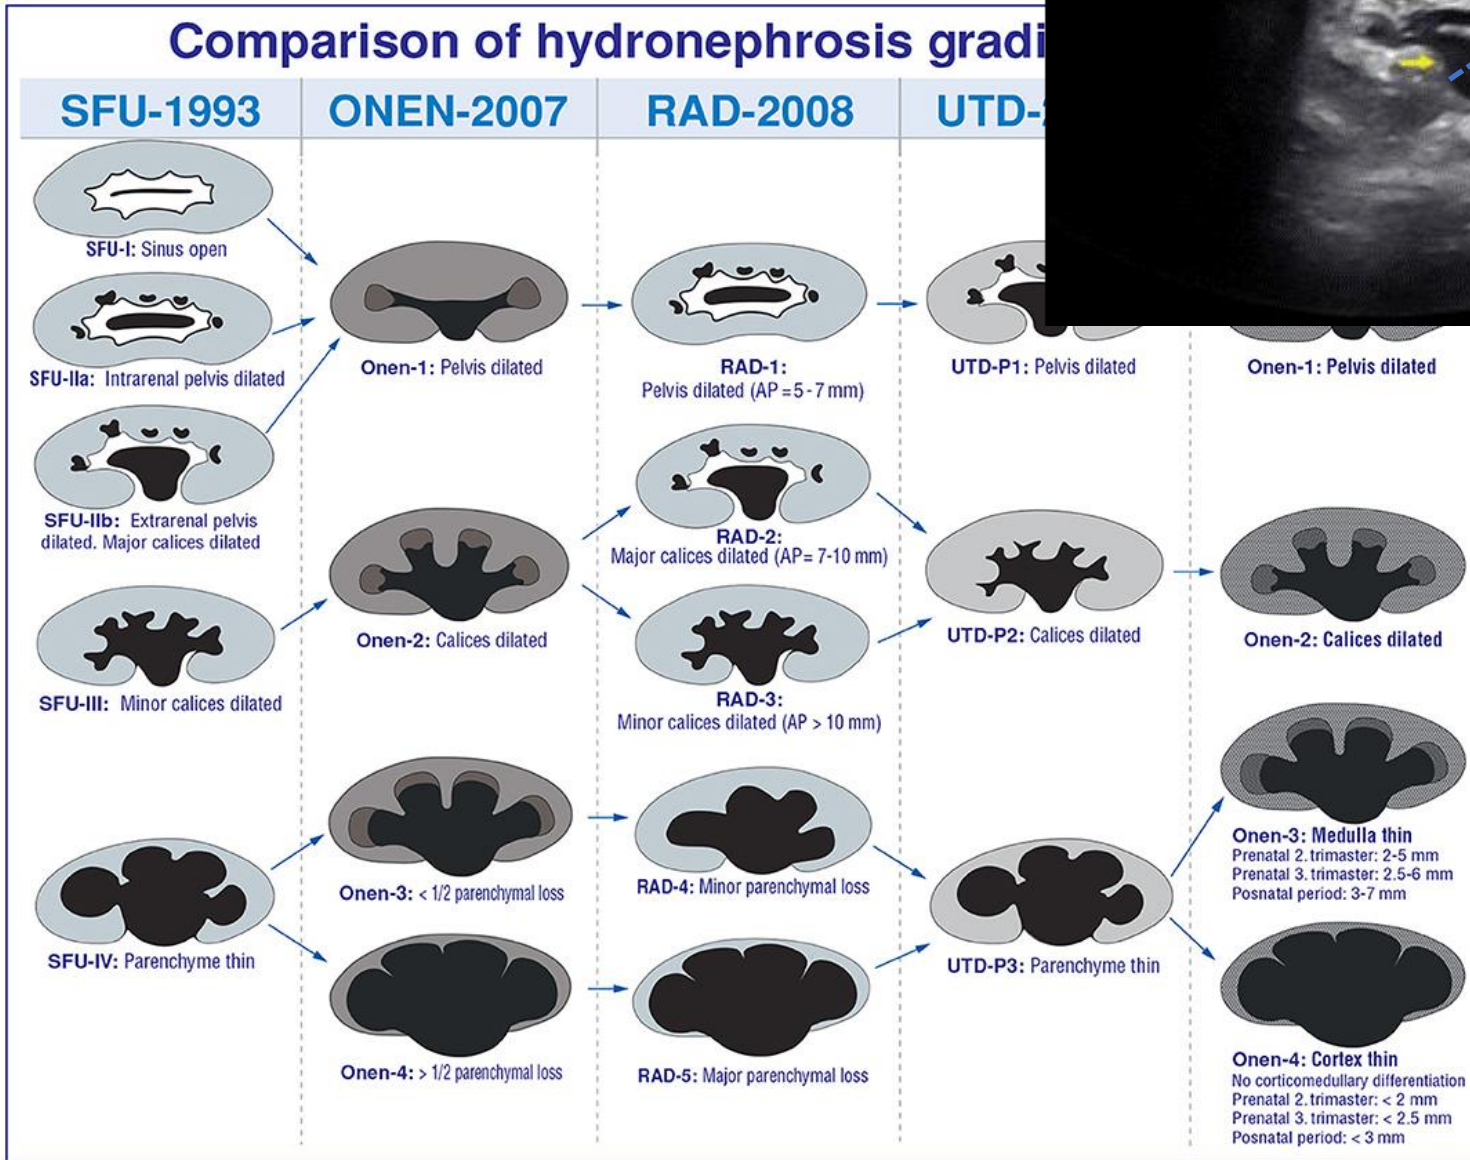 Comparison of hydronephrosis
SFU-1993
ONEN-2007
RAD-2008
SFU-I: Sinus open
SFU-IIa: Intrarenal pelvis dilated
SFU-IIb: Extrarenal pelvis
dilated. Major calices dilated
SFU-III: Minor calices dilated
SFU-IV: Parenchyme thin
Onen-1: Pelvis dilated
Onen-2: Calices dilated
Onen-3: < 1/2 parenchymal loss
Onen-4: > 1/2 parenchymal loss
RAD-1:
Pelvis dilated (AP = 5 - 7 mm)
RAD-2:
Major calices dilated (AP= 7-10 mm)
RAD-3:
Minor calices dilated (AP > 10 mm)
RAD-4: Minor parenchymal loss
RAD-5: Major parenchymal loss
UTD-P1: Pelvis dilated
UTD-P2: Calices dilated
UTD-P3: Parenchyme thin
Onen-1: Pelvis dilated
Onen-2: Calices dilated
Onen-3: Medulla thin
Prenatal 2. trimaster: 2-5 mm
Prenatal 3. trimaster: 2.5-6 mm
Posnatal period: 3-7 mm
Onen-4: Cortex thin
No corticomedullary differentiation
Prenatal 2. trimaster: < 2 mm
Prenatal 3. trimaster: < 2.5 mm
Posnatal period: < 3 mm